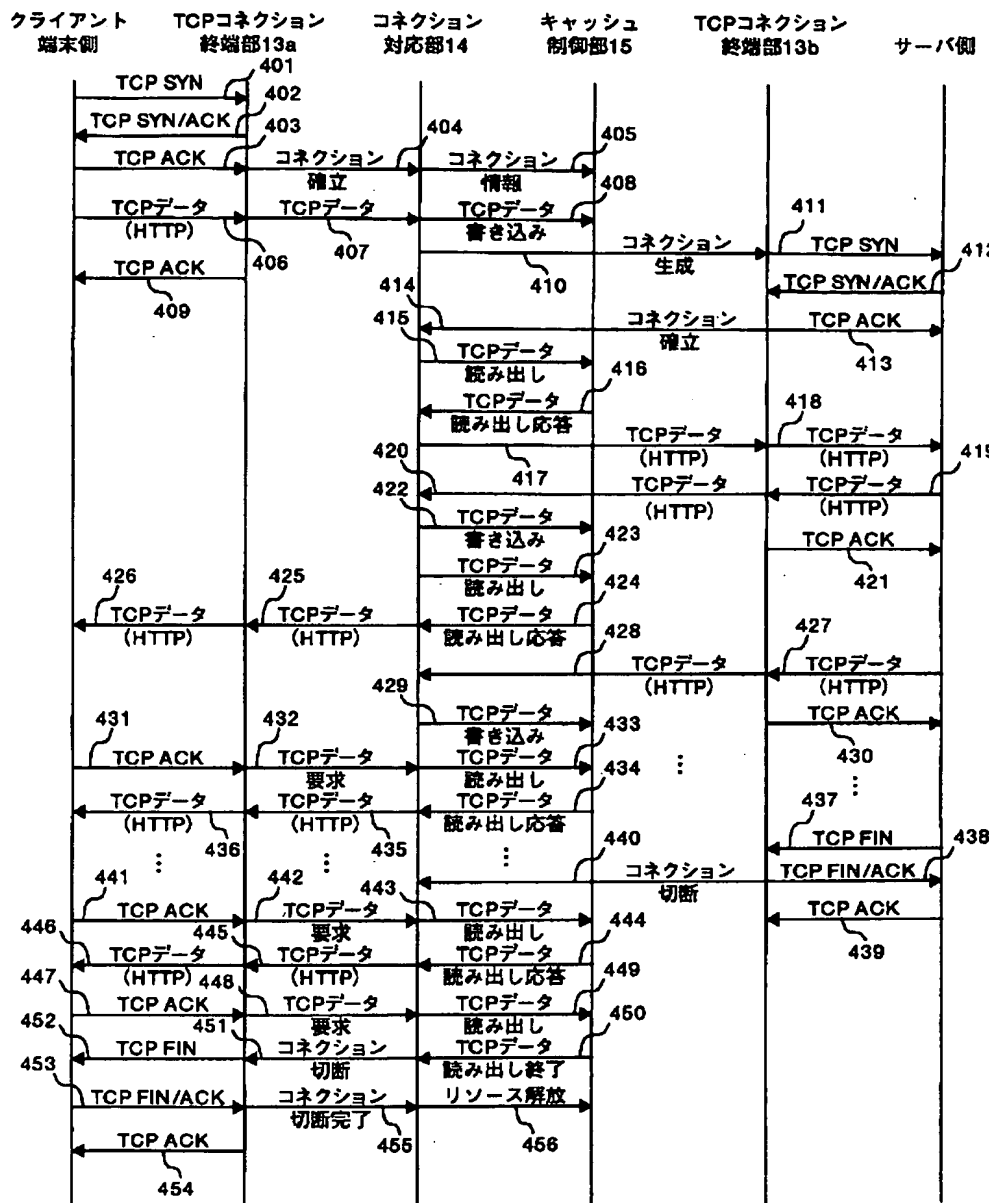 クライアント
端末側
TCPコネクション
終端部13a
コネクション
対応部14
キャッシュ
制御部15
TCPコネクション
終端部13b
サーバ側
TCP SYN
401
TCP SYN/ACK
402
TCP ACK
403
コネクション
確立
404
コネクション
情報
405
TCPデータ
(HTTP)
406
TCPデータ
407
TCPデータ
書き込み
408
TCP ACK
409
410
コネクション
生成
411
TCP SYN
TCP SYN/ACK
412
414
コネクション
確立
TCP ACK
413
415
TCPデータ
読み出し
416
TCPデータ
読み出し応答
417
TCPデータ
(HTTP)
418
TCPデータ
(HTTP)
420
TCPデータ
(HTTP)
TCPデータ
(HTTP)
419
422
TCPデータ
書き込み
TCP ACK
421
423
TCPデータ
読み出し
424
TCPデータ
読み出し応答
425
TCPデータ
(HTTP)
426
TCPデータ
(HTTP)
428
TCPデータ
(HTTP)
427
TCPデータ
(HTTP)
429
TCPデータ
書き込み
TCP ACK
430
431
TCP ACK
432
TCPデータ
要求
433
TCPデータ
読み出し
434
TCPデータ
読み出し応答
TCPデータ
(HTTP)
435
TCPデータ
(HTTP)
436
437
TCP FIN
438
TCP FIN/ACK
440
コネクション
切断
TCP ACK
439
441
TCP ACK
442
TCPデータ
要求
443
TCPデータ
読み出し
444
TCPデータ
読み出し応答
445
TCPデータ
(HTTP)
446
TCPデータ
(HTTP)
447
TCP ACK
448
TCPデータ
要求
449
TCPデータ
読み出し
450
TCPデータ
読み出し終了
451
コネクション
切断
452
TCP FIN
453
TCP FIN/ACK
コネクション
切断完了
455
リソース解放
456
TCP ACK
454